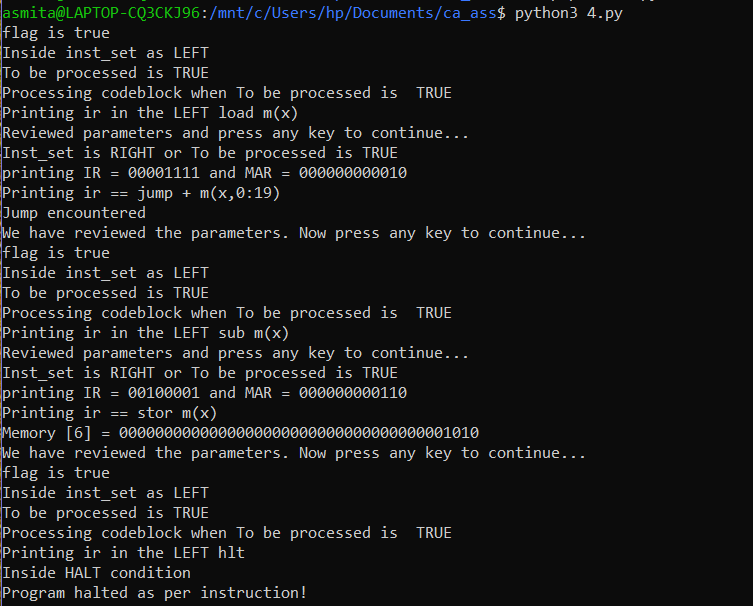 asmita@LAPTOP-CQ3CKJ96:/mnt/c/Users/hp/Documents/ca_ass$ python3 4.py
flag is true
Inside inst_set as LEFT
To be processed is TRUE
Processing codeblock when To be processed is  TRUE
Printing ir in the LEFT load m(x)
Reviewed parameters and press any key to continue...
Inst_set is RIGHT or To be processed is TRUE
printing IR = 00001111 and MAR = 000000000010
Printing ir == jump + m(x,0:19)
Jump encountered
We have reviewed the parameters. Now press any key to continue...
flag is true
Inside inst_set as LEFT
To be processed is TRUE
Processing codeblock when To be processed is  TRUE
Printing ir in the LEFT sub m(x)
Reviewed parameters and press any key to continue...
Inst_set is RIGHT or To be processed is TRUE
printing IR = 00100001 and MAR = 000000000110
Printing ir == stor m(x)
Memory [6] = 0000000000000000000000000000000000001010
We have reviewed the parameters. Now press any key to continue...
flag is true
Inside inst_set as LEFT
To be processed is TRUE
Processing codeblock when To be processed is  TRUE
Printing ir in the LEFT hlt
Inside HALT condition
Program halted as per instruction!